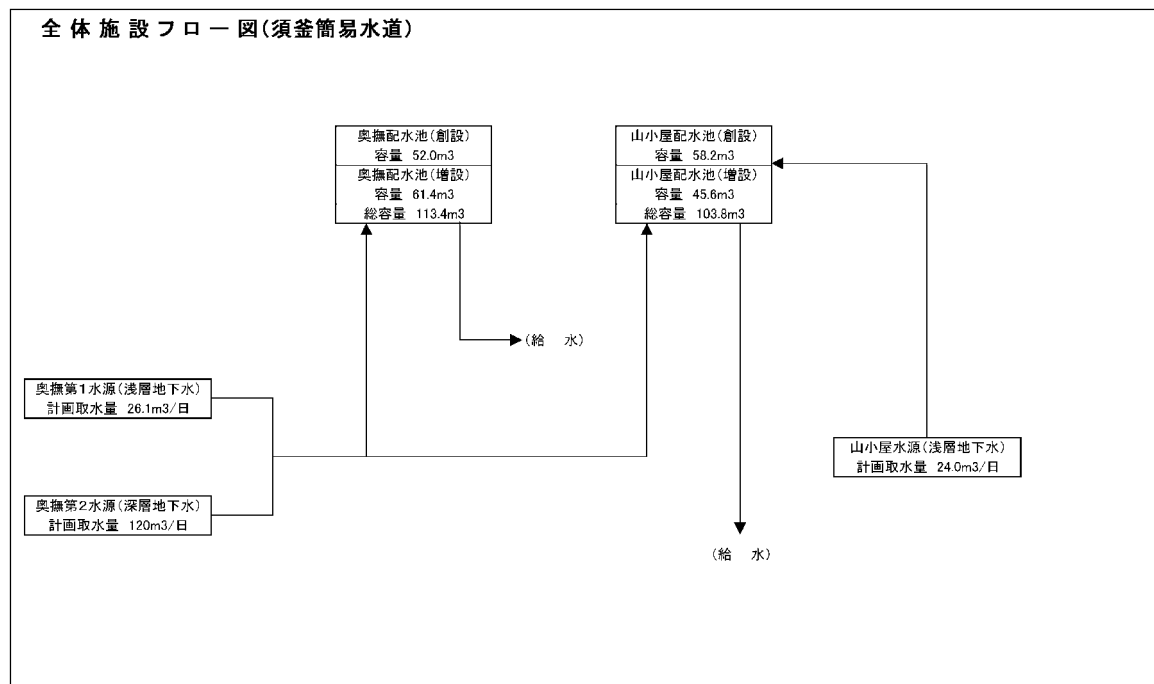 全体施設フロー図(須釜簡易水道)
奥撫配水池(創設)
容量 52.0m3
奥撫配水池(増設)
容量 61.4m3
総容量 113.4m3
山小屋配水池(創設)
容量 58.2m3
山小屋配水池(増設)
容量 45.6m3
総容量 103.8m3
(給 水)
奥撫第1水源(浅層地下水)
計画取水量 26.1m3/日
山小屋水源(浅層地下水)
計画取水量 24.0m3/日
奥撫第2水源(深層地下水)
計画取水量 120m3/日
(給 水)